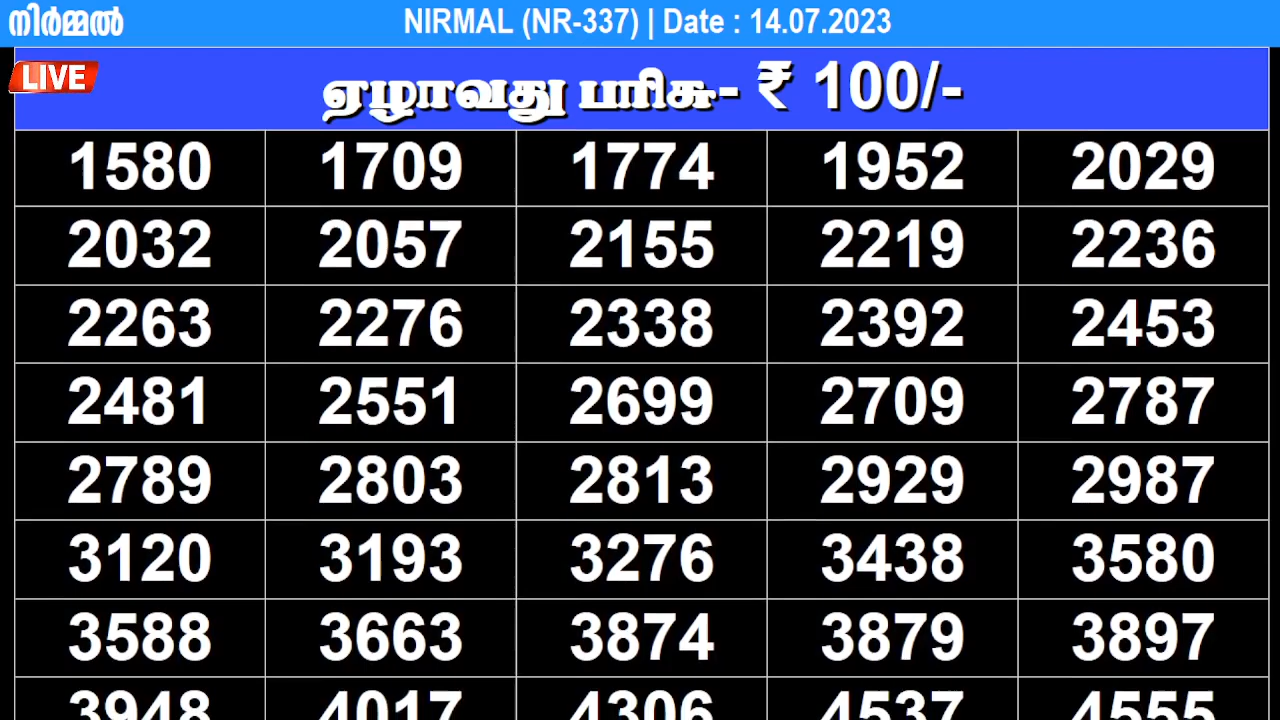 നിർമ്മൽ NIRMAL (NR-337) | Date : 14.07.2023
LIVE
ஏழாவது பரிசு- ₹ 100/-
1580 1709 1774 1952 2029
2032 2057 2155 2219 2236
2263 2276 2338 2392 2453
2481 2551 2699 2709 2787
2789 2803 2813 2929 2987
3120 3193 3276 3438 3580
3588 3663 3874 3879 3897
3948 4017 4306 4537 4555